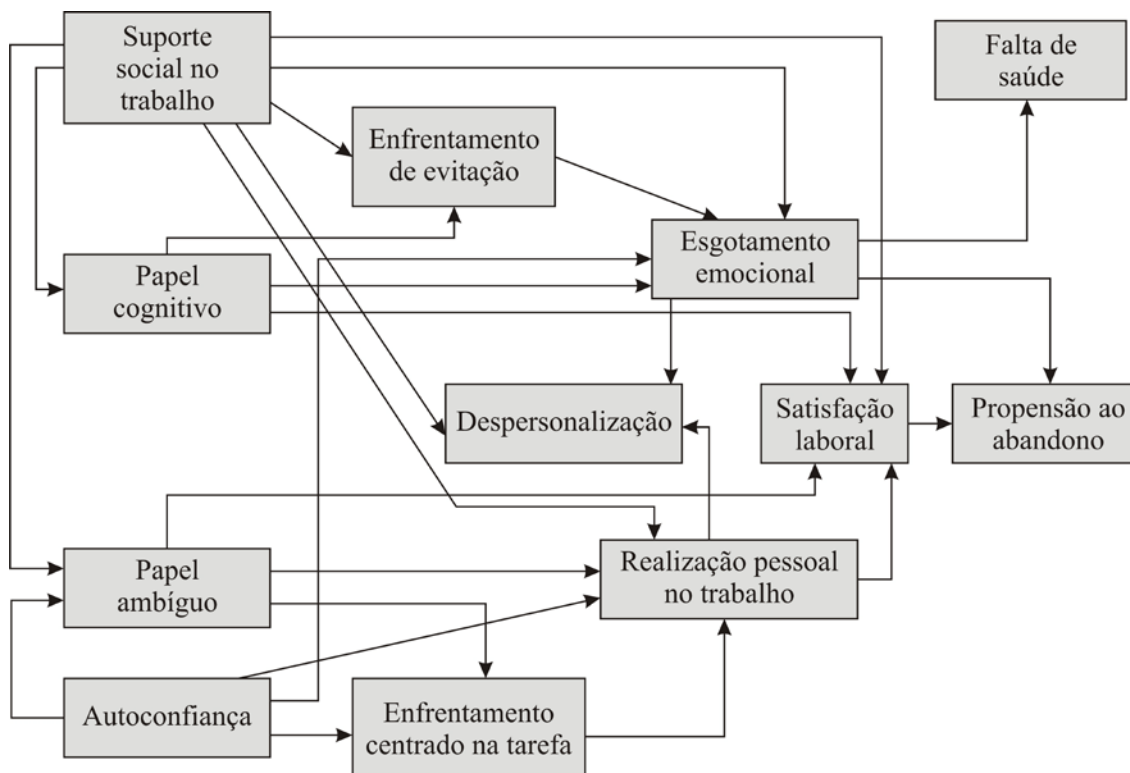 Suporte
social no
trabalho
Falta de
saúde
Enfrentamento
de evitação
Esgotamento
emocional
Papel
cognitivo
Despersonalização
Satisfação
laboral
Propensão ao
abandono
Papel
ambíguo
Realização pessoal
no trabalho
Autoconfiança
Enfrentamento
centrado na tarefa